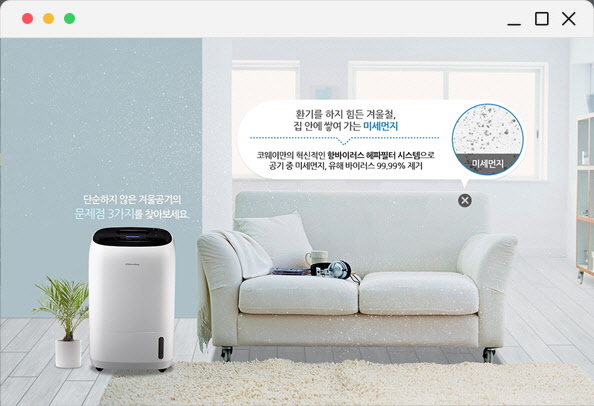 환기를 하지 힘든 겨울철,
집 안에 쌓여 가는 미세먼지
코웨이만의 혁신적인 항바이러스 헤파필터 시스템으로
공기 중 미세먼지, 유해 바이러스 99.99% 제거
미세먼지
단순하지 않은 겨울공기의
문제점 3가지를 찾아보세요.